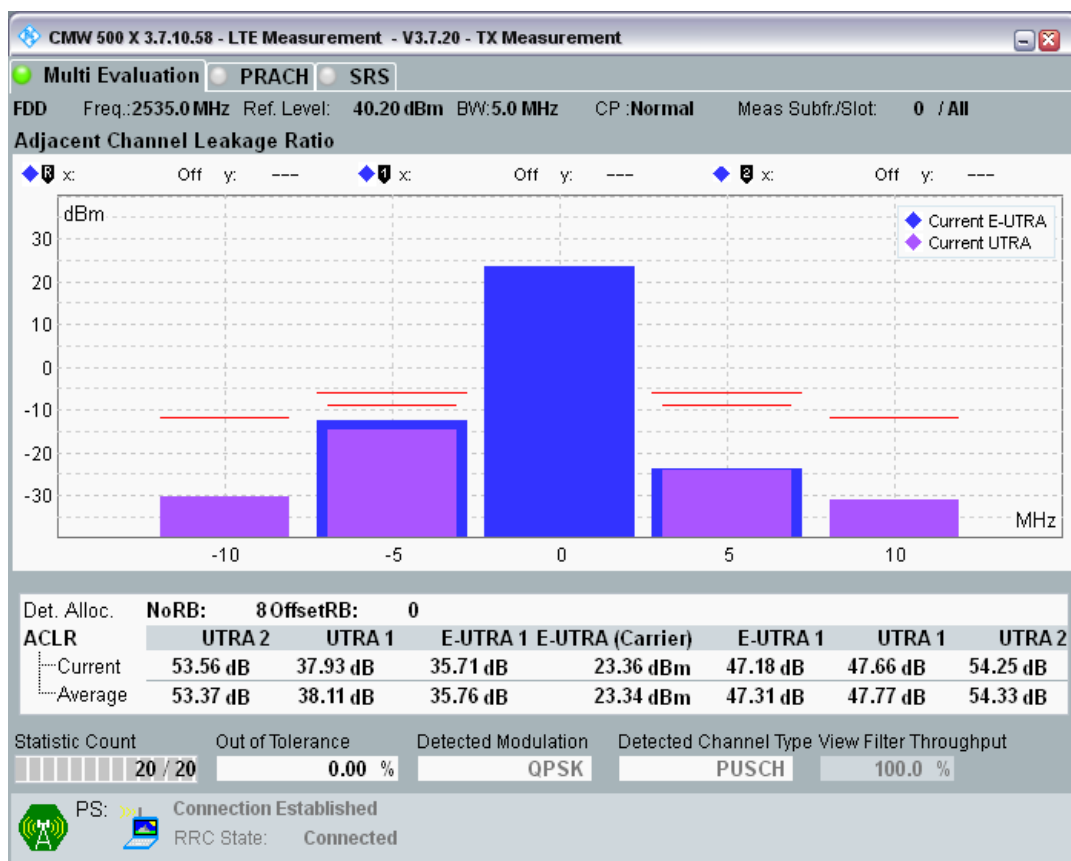 CMW 500 X 3.7.10.58 - LTE Measurement - V3.7.20 - TX Measurement
Multi Evaluation PRACH SRS
FDD Freq.:2535.0 MHz Ref. Level: 40.20 dBm BW:5.0 MHz CP :Normal Meas Subfr./Slot: 0 / All
Adjacent Channel Leakage Ratio
R x: Off y: --- 1 x: Off y: --- 2 x: Off y: ---
dBm
Current E-UTRA
Current UTRA
30
20
10
0
-10
-20
-30
MHz
-10 -5 0 5 10
Det. Alloc. NoRB: 8 OffsetRB: 0
ACLR UTRA 2 UTRA 1 E-UTRA 1 E-UTRA (Carrier) E-UTRA 1 UTRA 1 UTRA 2
Current 53.56 dB 37.93 dB 35.71 dB 23.36 dBm 47.18 dB 47.66 dB 54.25 dB
Average 53.37 dB 38.11 dB 35.76 dB 23.34 dBm 47.31 dB 47.77 dB 54.33 dB
Statistic Count Out of Tolerance Detected Modulation Detected Channel Type View Filter Throughput
20 / 20 0.00 % QPSK PUSCH 100.0 %
PS: Connection Established
RRC State: Connected